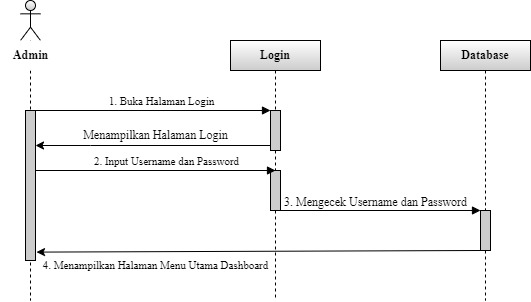 Admin
Login
Database
1. Buka Halaman Login
Menampilkan Halaman Login
2. Input Username dan Password
3. Mengecek Username dan Password
4. Menampilkan Halaman Menu Utama Dashboard